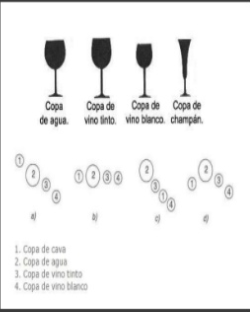 Copa de agua.
Copa de vino tinto.
Copa de vino blanco.
Copa de champán.
1 2 3 4
a)
1 2 3 4
b)
2 3 1 4
c)
1 2 3 4
d)
1. Copa de cava
2. Copa de agua
3. Copa de vino tinto
4. Copa de vino blanco